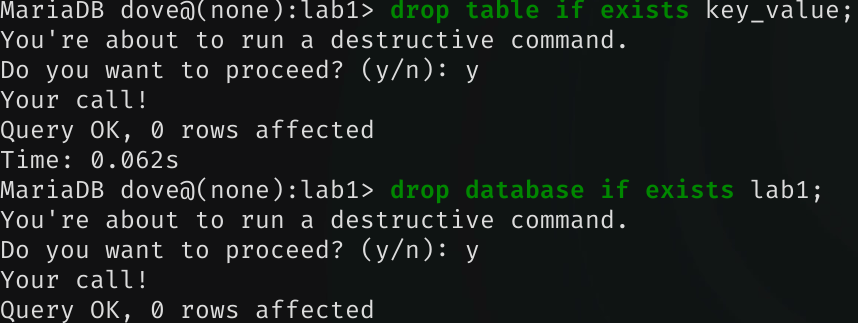 MariaDB dove@(none):lab1> drop table if exists key_value;
You're about to run a destructive command.
Do you want to proceed? (y/n): y
Your call!
Query OK, 0 rows affected
Time: 0.062s
MariaDB dove@(none):lab1> drop database if exists lab1;
You're about to run a destructive command.
Do you want to proceed? (y/n): y
Your call!
Query OK, 0 rows affected